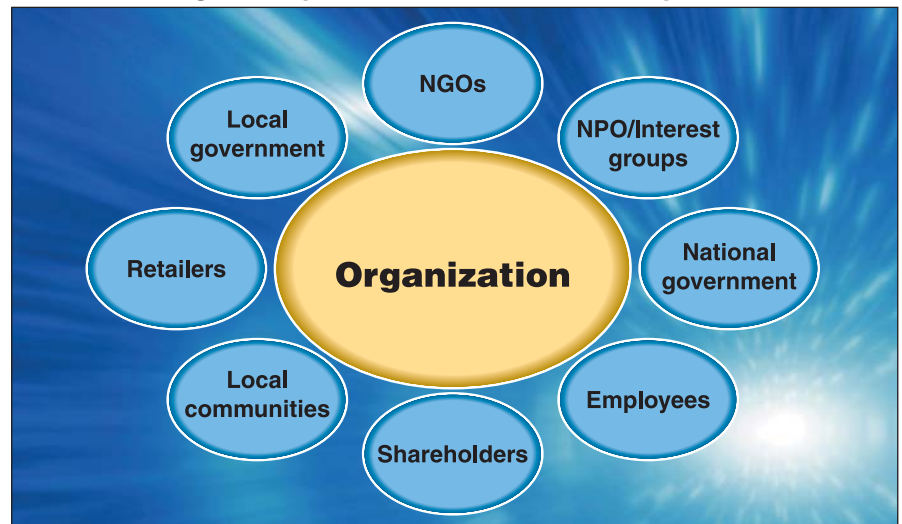 NGOs
NPO/Interest
groups
National
government
Employees
Shareholders
Local
communities
Retailers
Local
government
Organization